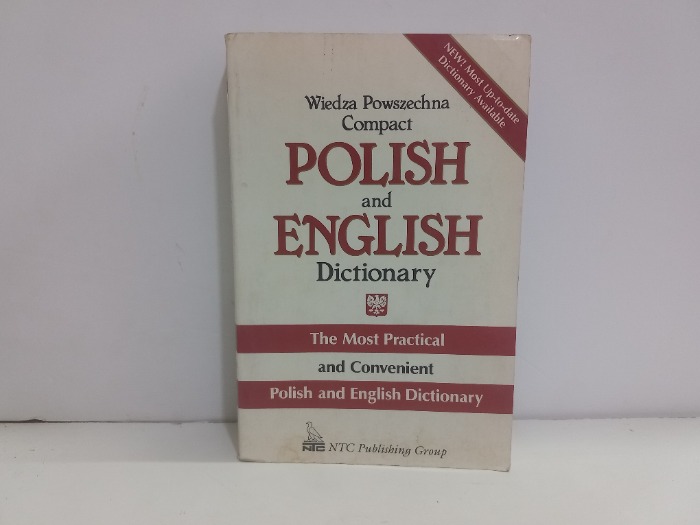 NEW! Most Up-to-date
Dictionary Available
Wiedza Powszechna
Compact
POLISH
and
ENGLISH
Dictionary
The Most Practical
and Convenient
Polish and English Dictionary
NTC NTC Publishing Group